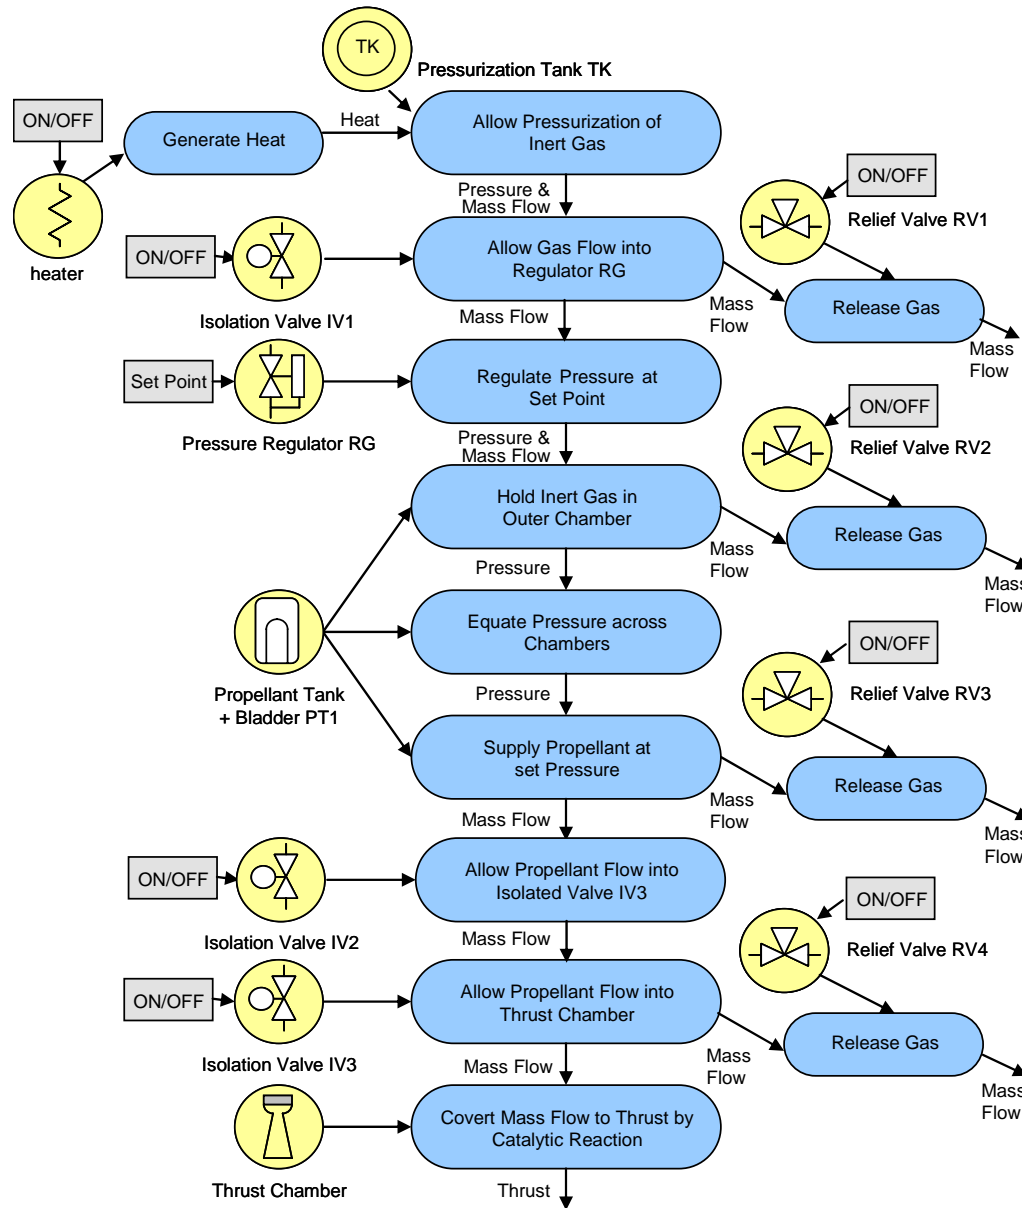 TK
Pressurization Tank TK
ON/OFF
Generate Heat
Heat
Allow Pressurization of
Inert Gas
heater
Pressure &
Mass Flow
ON/OFF
Relief Valve RV1
ON/OFF
Isolation Valve IV1
Allow Gas Flow into
Regulator RG
Mass
Flow
Release Gas
Mass
Flow
Mass Flow
Set Point
Pressure Regulator RG
Regulate Pressure at
Set Point
Pressure &
Mass Flow
ON/OFF
Relief Valve RV2
Hold Inert Gas in
Outer Chamber
Mass
Flow
Release Gas
Mass
Flow
Pressure
Propellant Tank
+ Bladder PT1
Equate Pressure across
Chambers
Pressure
ON/OFF
Relief Valve RV3
Supply Propellant at
set Pressure
Mass
Flow
Release Gas
Mass
Flow
Mass Flow
ON/OFF
Isolation Valve IV2
Allow Propellant Flow into
Isolated Valve IV3
Mass Flow
ON/OFF
Relief Valve RV4
ON/OFF
Isolation Valve IV3
Allow Propellant Flow into
Thrust Chamber
Mass
Flow
Release Gas
Mass
Flow
Mass Flow
Thrust Chamber
Covert Mass Flow to Thrust by
Catalytic Reaction
Thrust